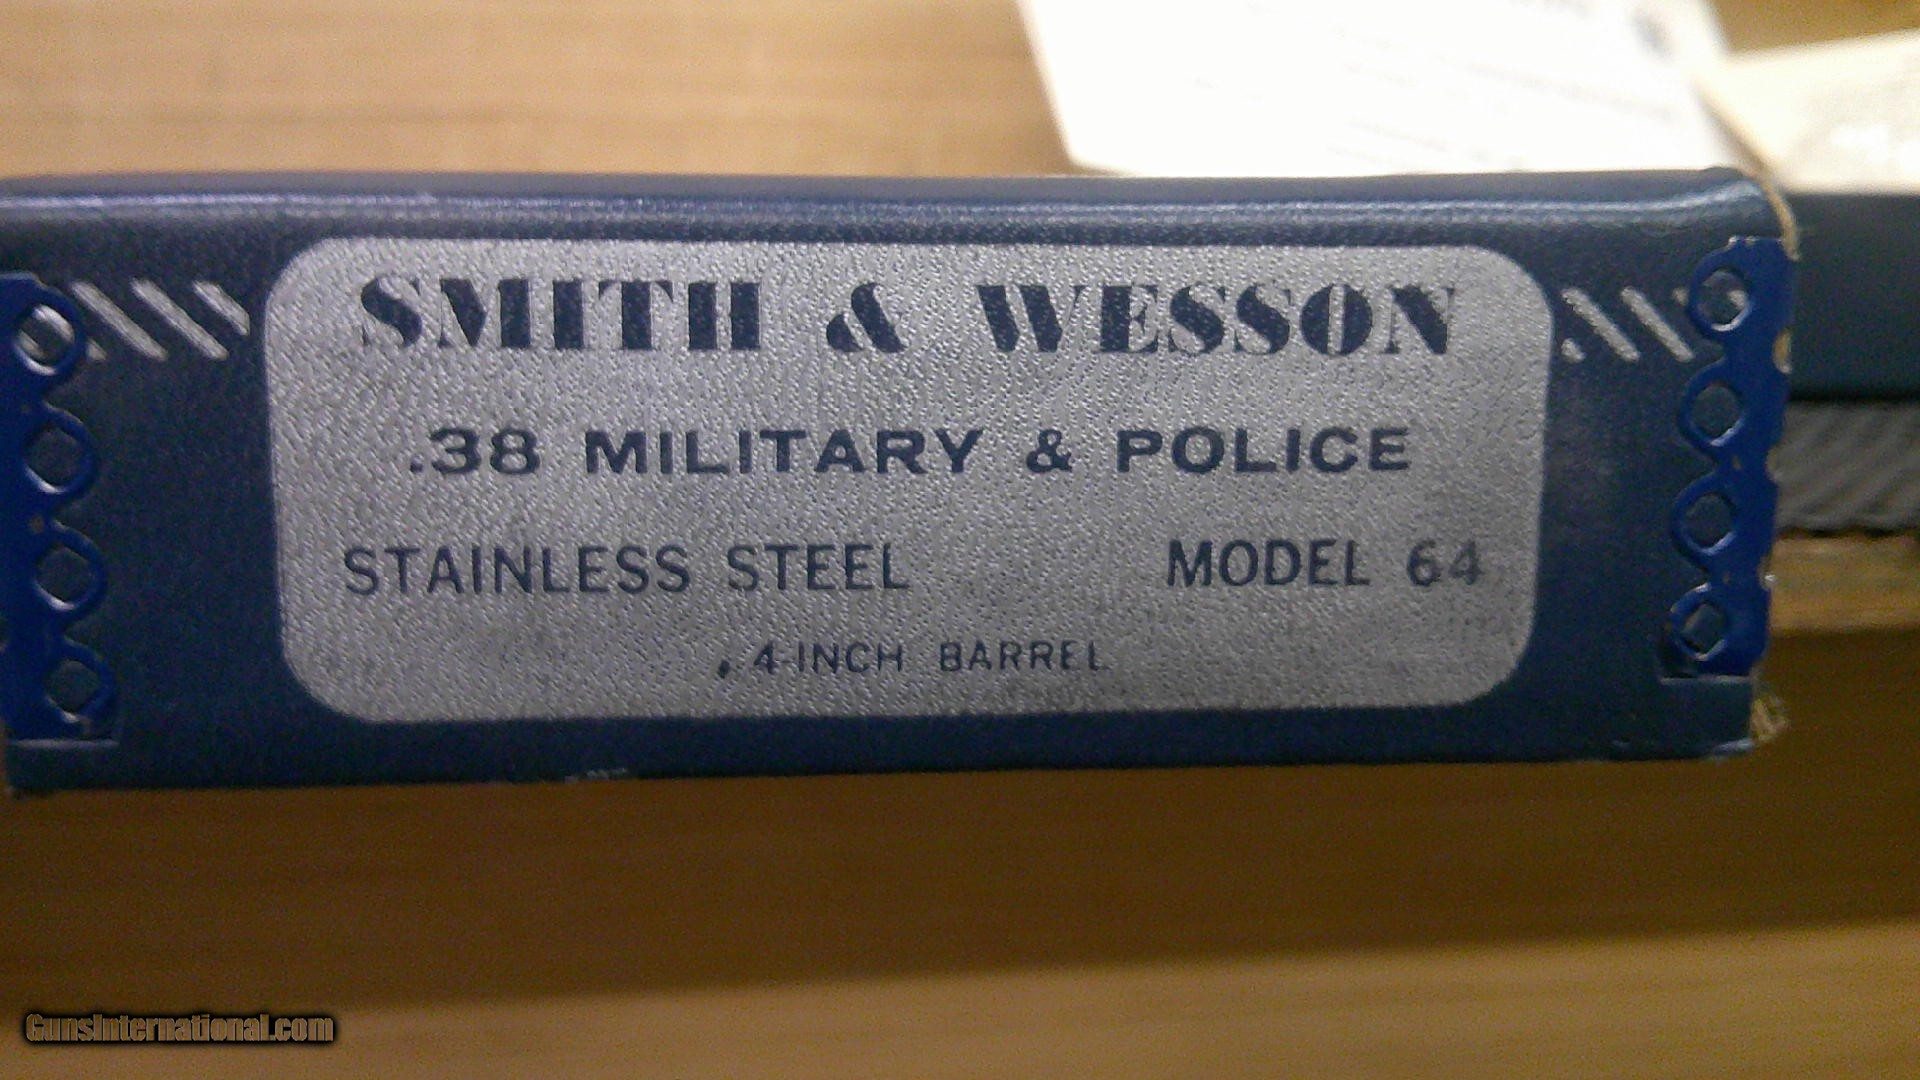 SMITH & WESSON
.38 MILITARY & POLICE
STAINLESS STEEL MODEL 64
4-INCH BARREL
GunsInternational.com